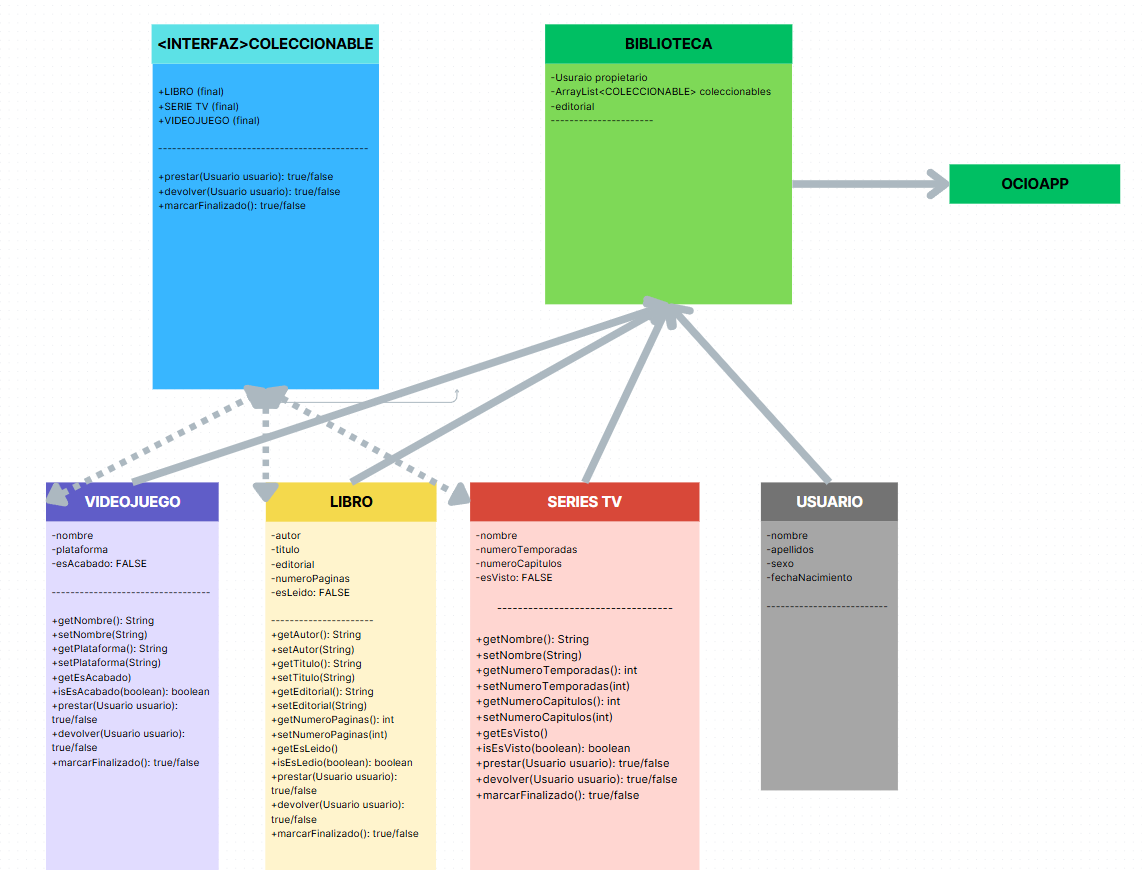 <INTERFAZ>COLECCIONABLE
+LIBRO (final)
+SERIE TV (final)
+VIDEOJUEGO (final)
---------------------------------------------
+prestar(Usuario usuario): true/false
+devolver(Usuario usuario): true/false
+marcarFinalizado(): true/false
BIBLIOTECA
-Usuraio propietario
-ArrayList<COLECCIONABLE> coleccionables
-editorial
----------------------
OCIOAPP
VIDEOJUEGO
-nombre
-plataforma
-esAcabado: FALSE
----------------------------------
+getNombre(): String
+setNombre(String)
+getPlataforma(): String
+setPlataforma(String)
+getEsAcabado)
+isEsAcabado(boolean): boolean
+prestar(Usuario usuario):
true/false
+devolver(Usuario usuario):
true/false
+marcarFinalizado(): true/false
LIBRO
-autor
-titulo
-editorial
-numeroPaginas
-esLeido: FALSE
----------------------
+getAutor(): String
+setAutor(String)
+getTitulo(): String
+setTitulo(String)
+getEditorial(): String
+setEditorial(String)
+getNumeroPaginas(): int
+setNumeroPaginas(int)
+getEsLeido()
+isEsLedio(boolean): boolean
+prestar(Usuario usuario):
true/false
+devolver(Usuario usuario):
true/false
+marcarFinalizado(): true/false
SERIES TV
-nombre
-numeroTemporadas
-numeroCapitulos
-esVisto: FALSE
----------------------------------
+getNombre(): String
+setNombre(String)
+getNumeroTemporadas(): int
+setNumeroTemporadas(int)
+getNumeroCapitulos(): int
+setNumeroCapitulos(int)
+getEsVisto()
+isEsVisto(boolean): boolean
+prestar(Usuario usuario): true/false
+devolver(Usuario usuario): true/false
+marcarFinalizado(): true/false
USUARIO
-nombre
-apellidos
-sexo
-fechaNacimiento
--------------------------